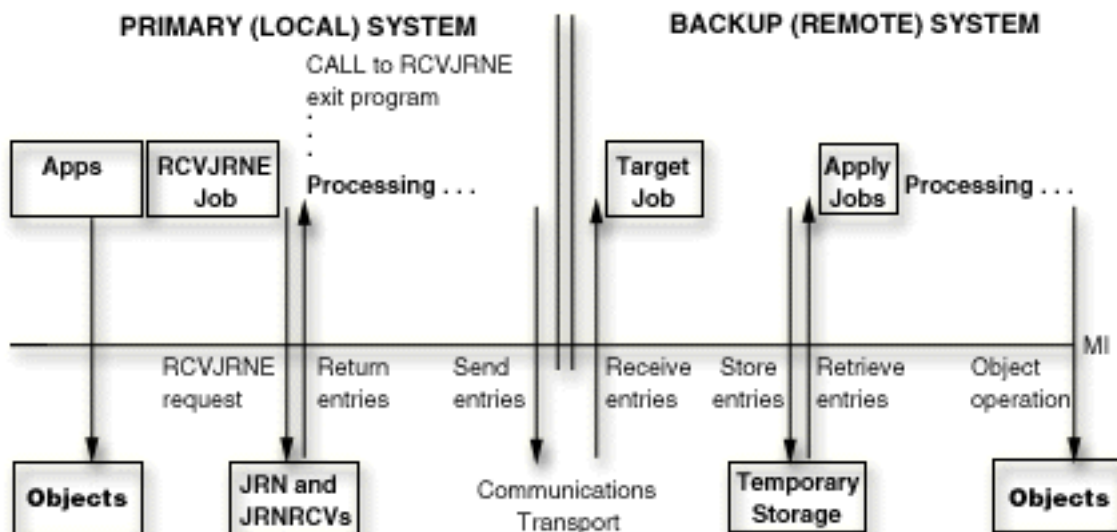 PRIMARY (LOCAL) SYSTEM
BACKUP (REMOTE) SYSTEM
CALL to RCVJRNE
exit program
.
.
.
Apps
RCVJRNE
Job
Processing . . .
Target
Job
Apply
Jobs
Processing . . .
MI
RCVJRNE
request
Return
entries
Send
entries
Receive
entries
Store
entries
Retrieve
entries
Object
operation
Objects
JRN and
JRNRCVs
Communications
Transport
Temporary
Storage
Objects